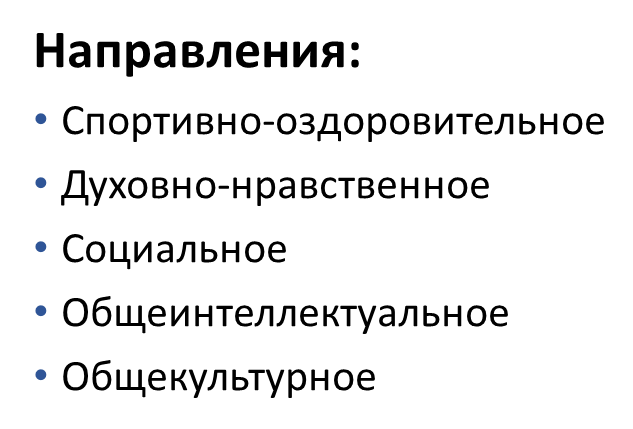 Направления:
• Спортивно-оздоровительное
• Духовно-нравственное
• Социальное
• Общеинтеллектуальное
• Общекультурное